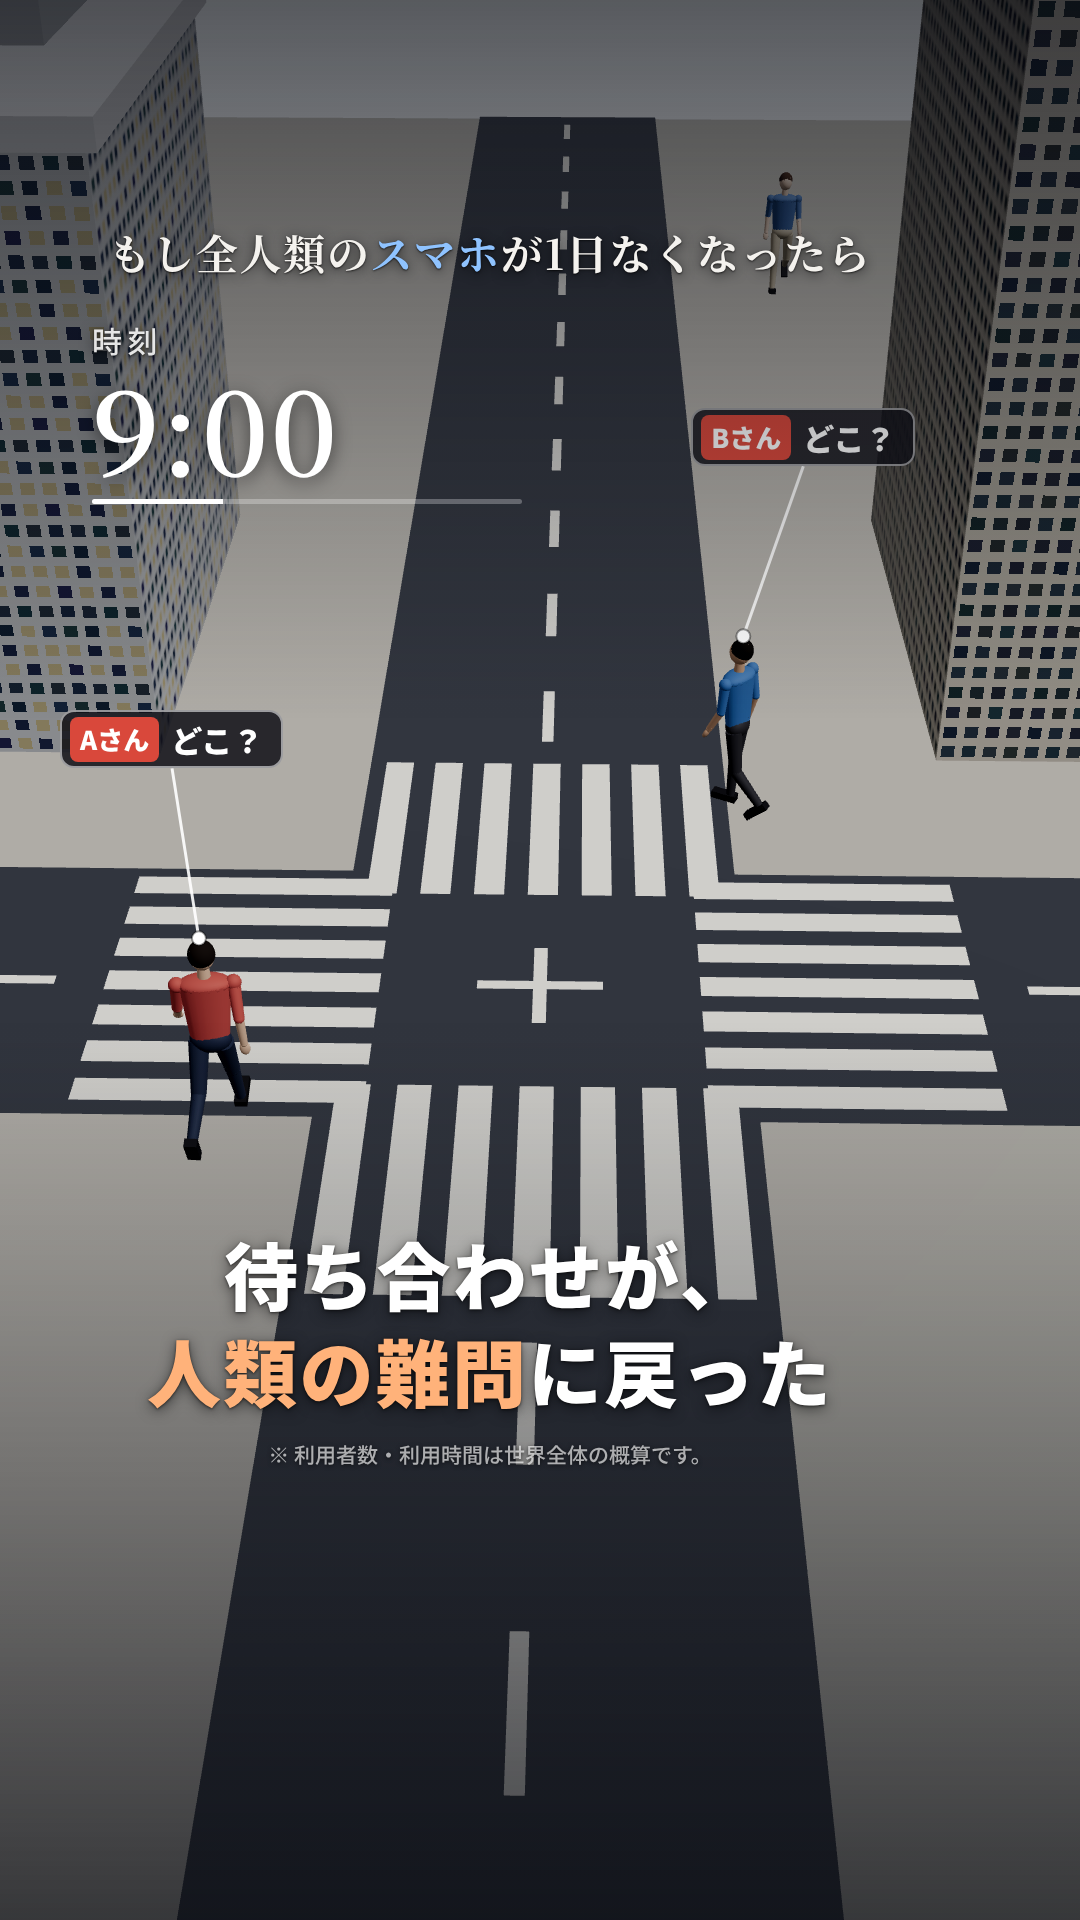 もし全人類のスマホが1日なくなったら
時刻
9:00
Bさん どこ？
Aさん どこ？
待ち合わせが、
人類の難問に戻った
※ 利用者数・利用時間は世界全体の概算です。